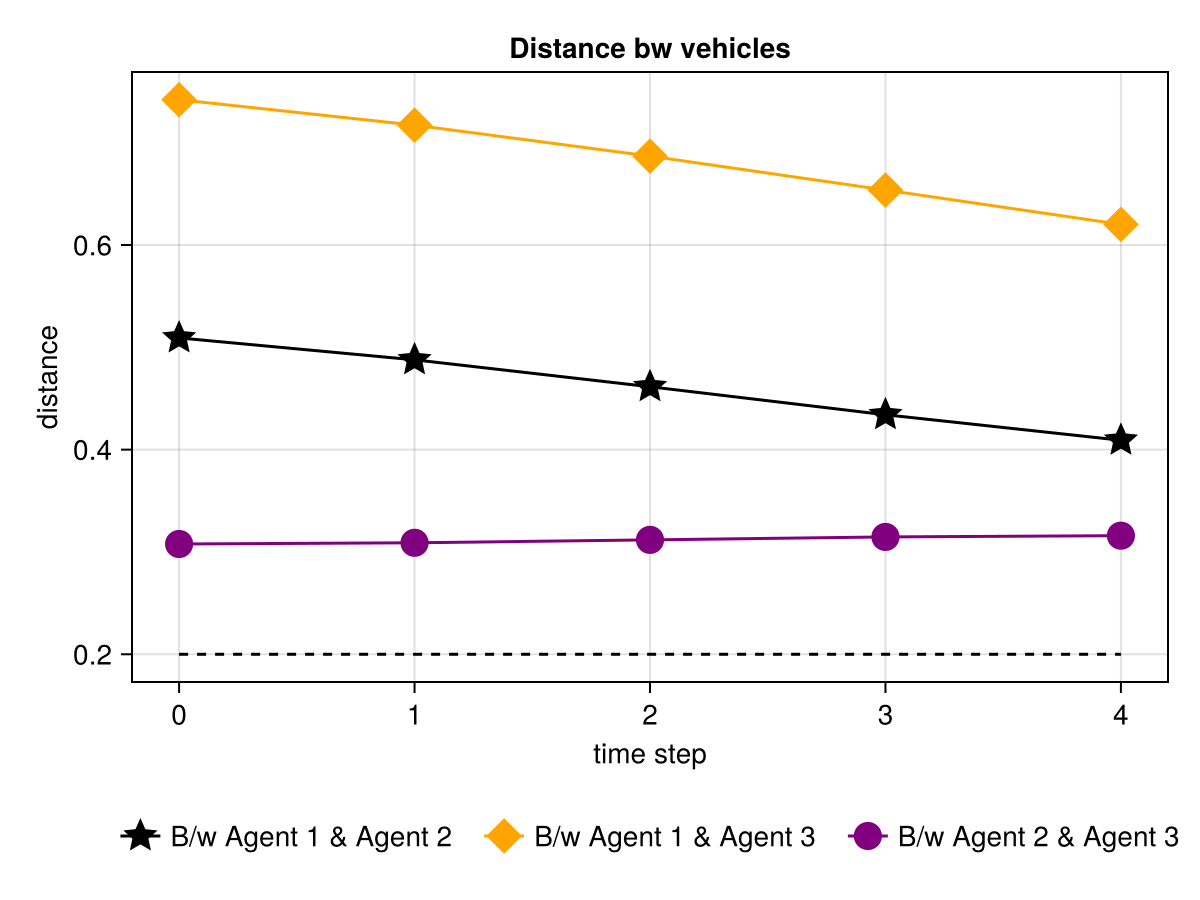 Distance bw vehicles
distance
0.6
0.4
0.2
0 1 2 3 4
time step
B/w Agent 1 & Agent 2 B/w Agent 1 & Agent 3 B/w Agent 2 & Agent 3